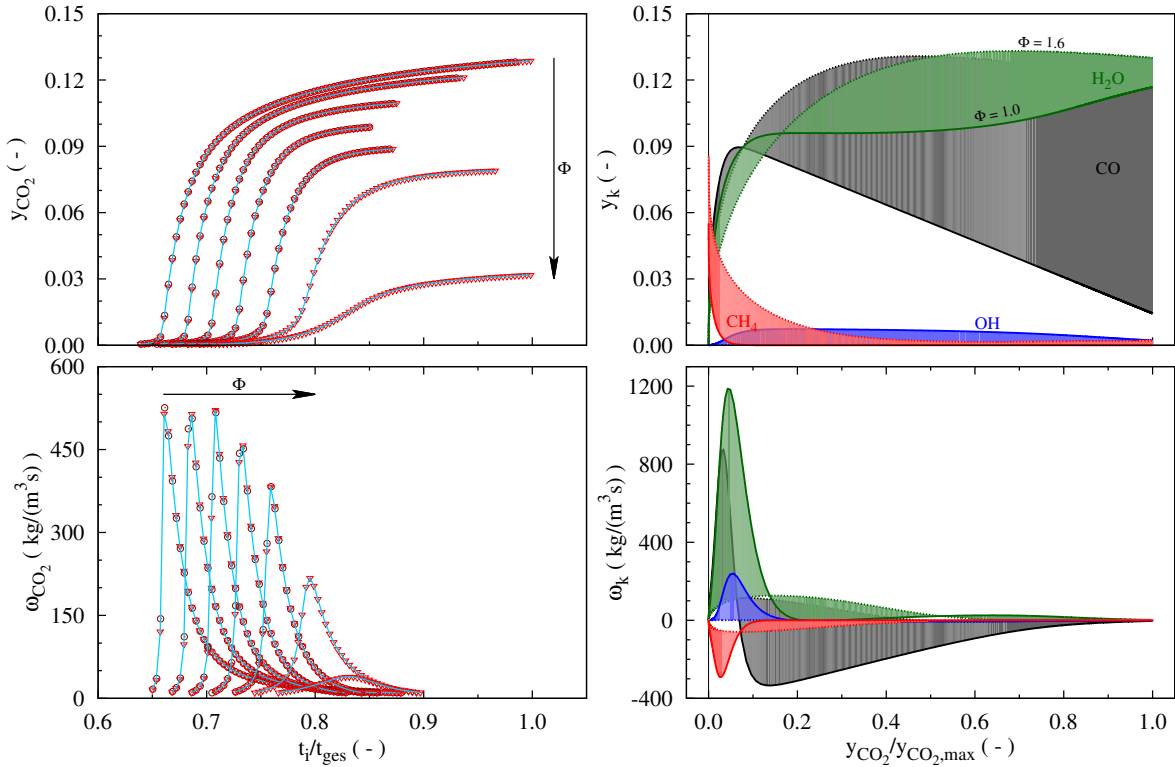 0.15
0.12
0.09
0.06
0.03
0.00
y_CO2 ( - )
Φ
0.15
0.12
0.09
0.06
0.03
0.00
y_k ( - )
Φ = 1.6
H2O
Φ = 1.0
CO
CH4
OH
600
450
300
150
0
ω_CO2 ( kg/(m^3 s) )
Φ
0.6 0.7 0.8 0.9 1.0
t_i/t_ges ( - )
1200
800
400
0
-400
ω_k ( kg/(m^3 s) )
0.0 0.2 0.4 0.6 0.8 1.0
y_CO2/y_CO2,max ( - )